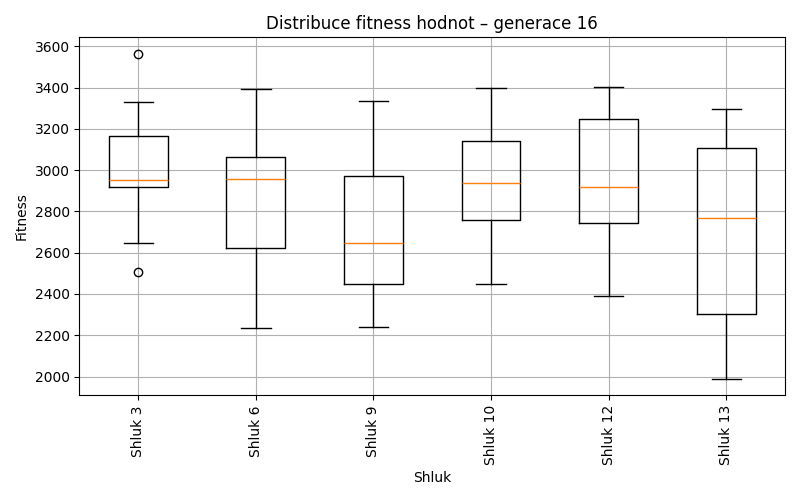 Distribuce fitness hodnot – generace 16
Fitness
3600
3400
3200
3000
2800
2600
2400
2200
2000
Shluk 3
Shluk 6
Shluk 9
Shluk 10
Shluk 12
Shluk 13
Shluk